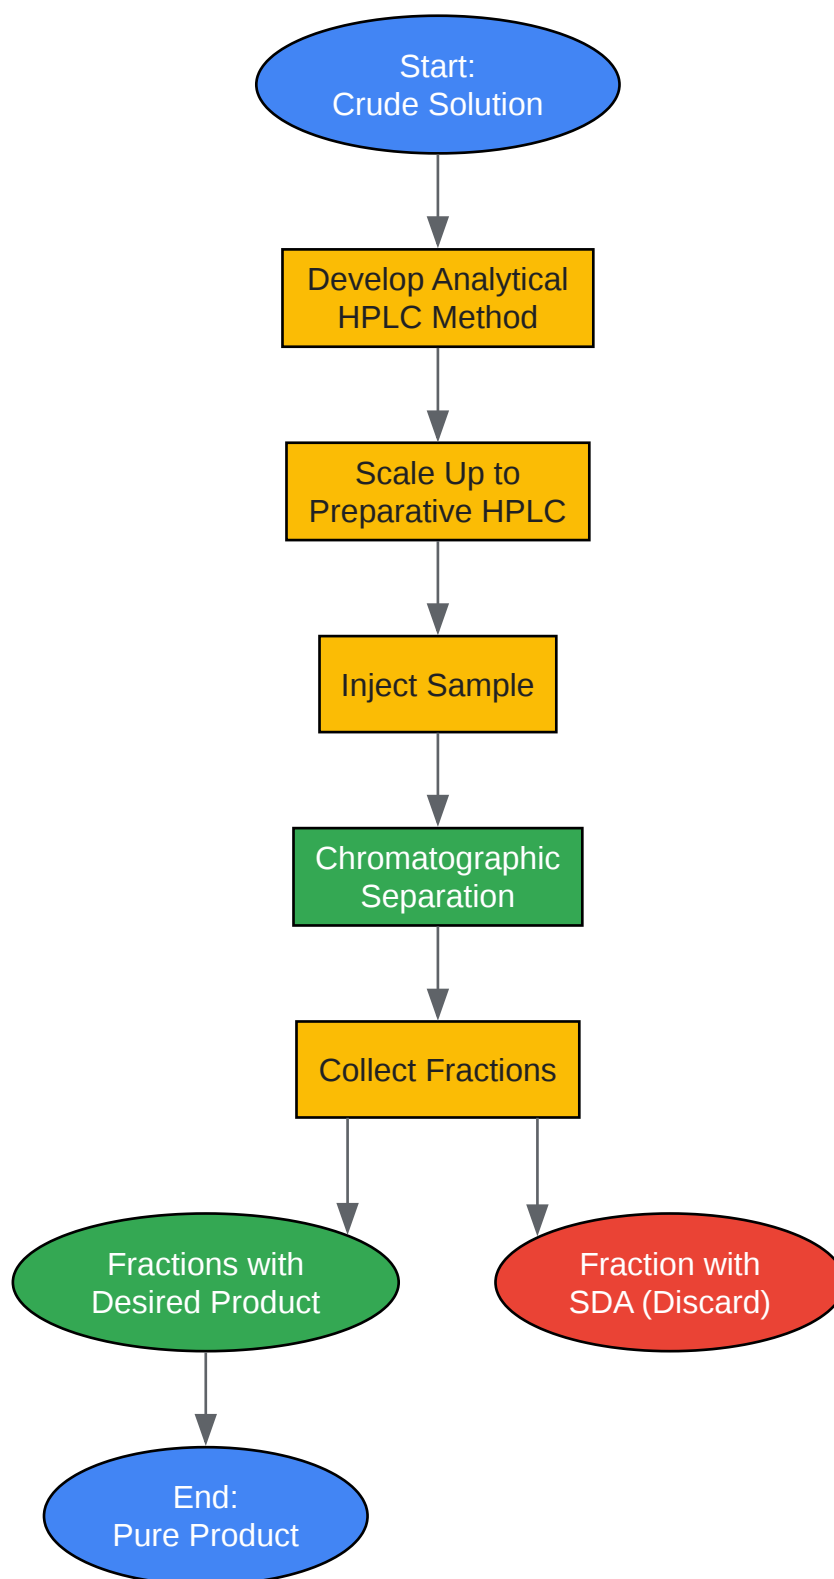 Start:
Crude Solution
Develop Analytical
HPLC Method
Scale Up to
Preparative HPLC
Inject Sample
Chromatographic
Separation
Collect Fractions
Fractions with
Desired Product
Fraction with
SDA (Discard)
End:
Pure Product